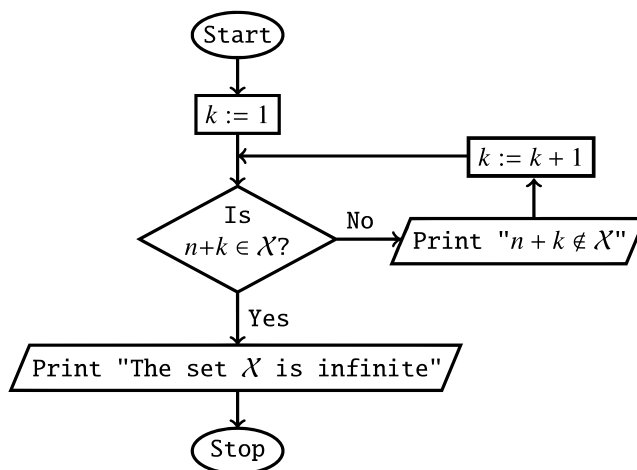 Start
k := 1
k := k + 1
Is
n+k ∈ 𝒳?
No
Print "n + k ∉ 𝒳"
Yes
Print "The set 𝒳 is infinite"
Stop